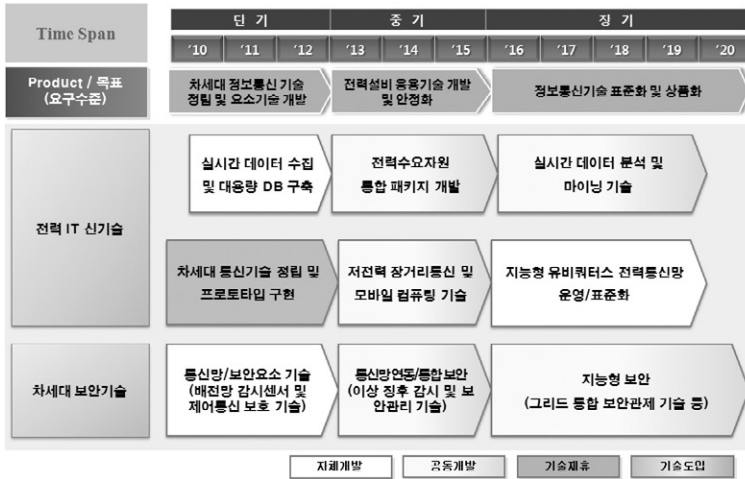 Time Span
단 기
중 기
장 기
'10
'11
'12
'13
'14
'15
'16
'17
'18
'19
'20
Product / 목표
(요구수준)
차세대 정보통신 기술
정립 및 요소기술 개발
전력설비 응용기술 개발
및 안정화
정보통신기술 표준화 및 상품화
전력 IT 신기술
실시간 데이터 수집
및 대용량 DB 구축
전력수요자원
통합 패키지 개발
실시간 데이터 분석 및
마이닝 기술
차세대 통신기술 정립 및
프로토타입 구현
저전력 장거리통신 및
모바일 컴퓨팅 기술
지능형 유비쿼터스 전력통신망
운영/표준화
차세대 보안기술
통신망/보안요소 기술
(배전망 감시센서 및
제어통신 보호 기술)
통신망연동/통합보안
(이상 징후 감시 및 보
안관리 기술)
지능형 보안
(그리드 통합 보안관제 기술 등)
자체개발
공동개발
기술제휴
기술도입